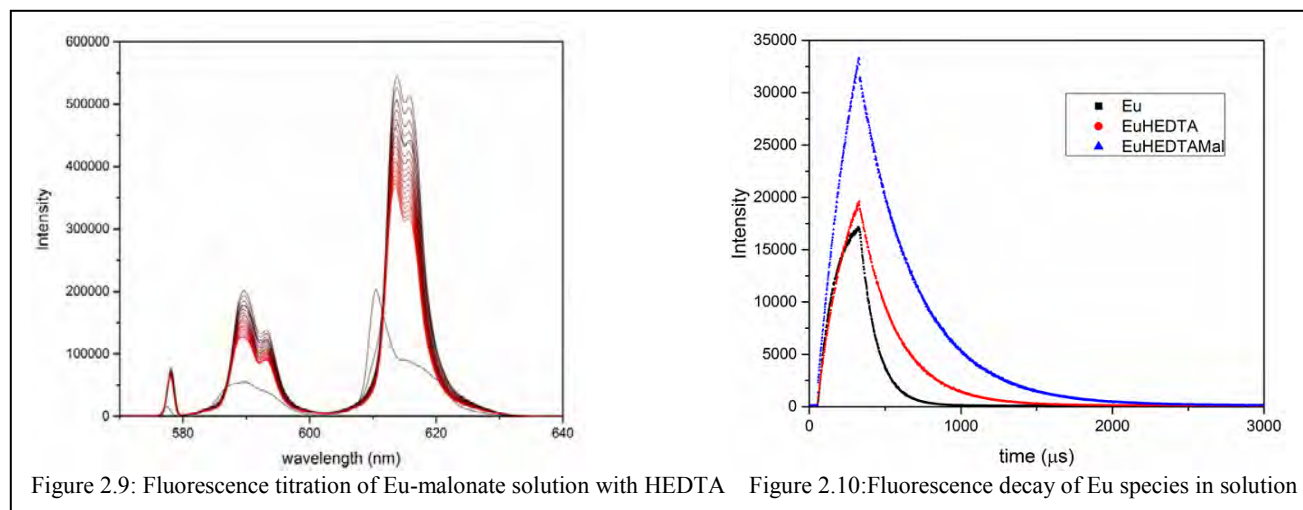 600000
500000
400000
300000
200000
100000
0
Intensity
580
600
620
640
wavelength (nm)
Figure 2.9: Fluorescence titration of Eu-malonate solution with HEDTA
35000
30000
25000
20000
15000
10000
5000
0
Intensity
Eu
EuHEDTA
EuHEDTAMal
0
1000
2000
3000
time (μs)
Figure 2.10:Fluorescence decay of Eu species in solution